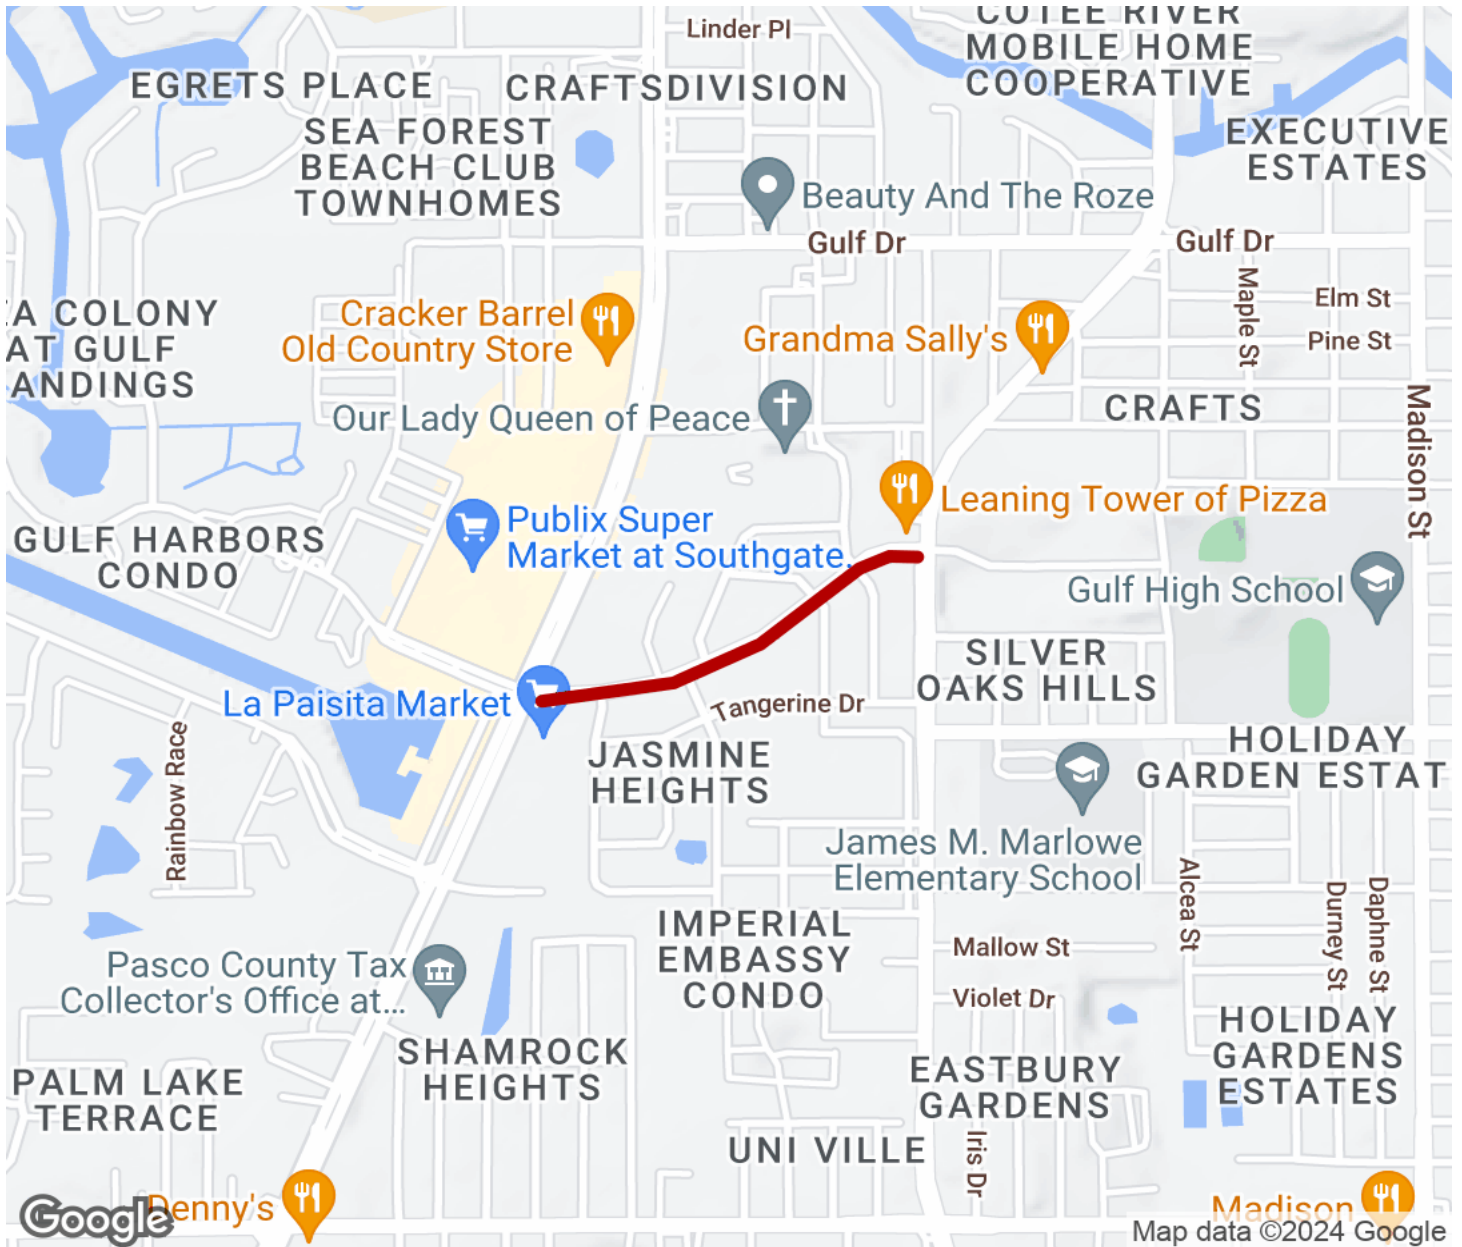 Linder Pl
COTEE RIVER
MOBILE HOME
COOPERATIVE
EGRETS PLACE
CRAFTSDIVISION
SEA FOREST
BEACH CLUB
TOWNHOMES
EXECUTIVE
ESTATES
Beauty And The Roze
Gulf Dr
Gulf Dr
Maple St
Elm St
Pine St
A COLONY
AT GULF
ANDINGS
Cracker Barrel
Old Country Store
Grandma Sally's
Our Lady Queen of Peace
CRAFTS
Madison St
Leaning Tower of Pizza
Publix Super
Market at Southgate.
GULF HARBORS
CONDO
Gulf High School
SILVER
OAKS HILLS
La Paisita Market
Tangerine Dr
Rainbow Race
JASMINE
HEIGHTS
HOLIDAY
GARDEN ESTAT
James M. Marlowe
Elementary School
Alcea St
Durney St
Daphne St
IMPERIAL
EMBASSY
CONDO
Mallow St
Violet Dr
Pasco County Tax
Collector's Office at...
HOLIDAY
GARDENS
ESTATES
SHAMROCK
HEIGHTS
EASTBURY
GARDENS
PALM LAKE
TERRACE
UNI VILLE
Iris Dr
Denny's
Madison
Google
Map data ©2024 Google